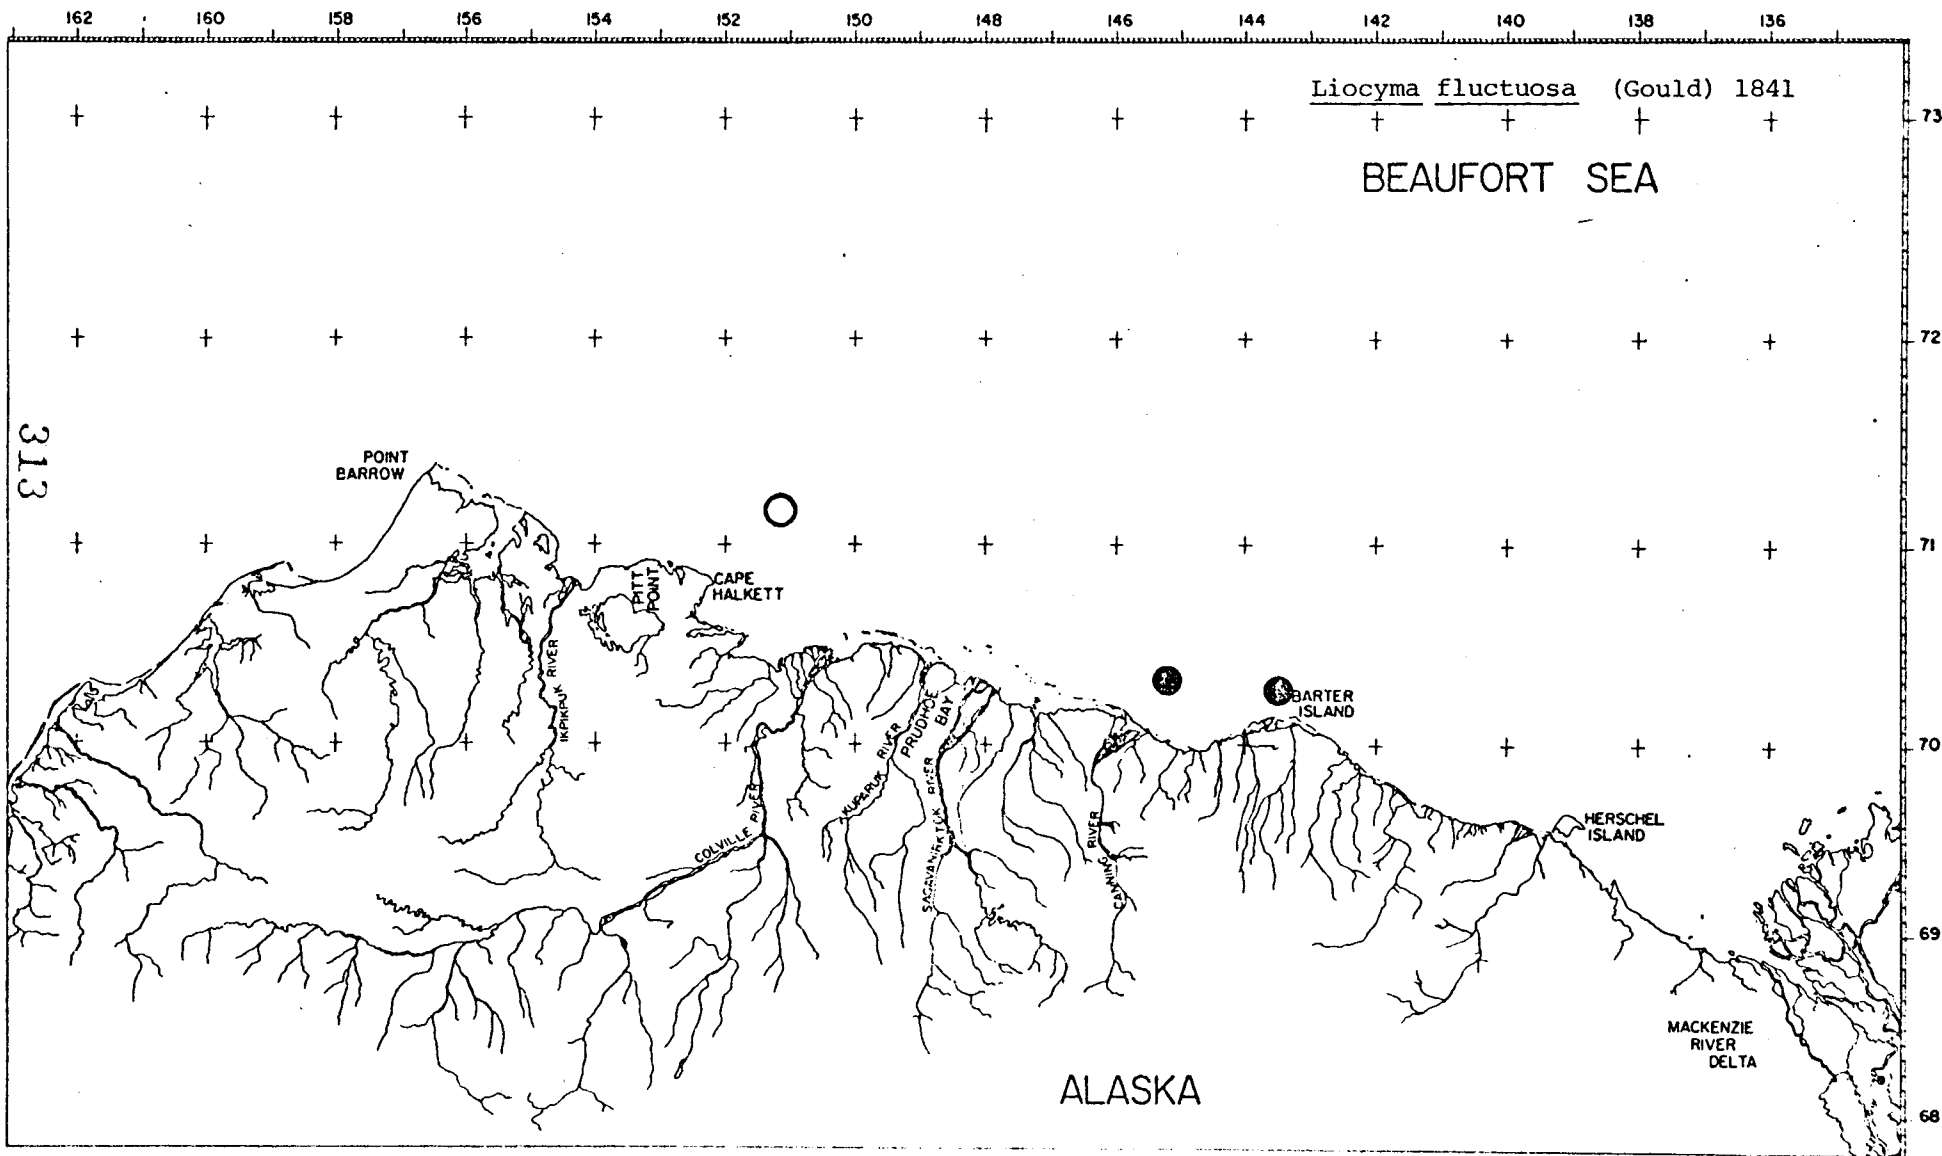 162 160 158 156 154 152 150 148 146 144 142 140 138 136
Liocyma fluctuosa (Gould) 1841
73
BEAUFORT SEA
72
313
POINT
BARROW
71
PITT
POINT
CAPE
HALKETT
IKPIKPUK RIVER
BARTER
ISLAND
PRUDHOE
BAY
70
KUPARUK RIVER
COLVILLE RIVER
SAGAVANIRKTOK RIVER
CANNING RIVER
HERSCHEL
ISLAND
69
MACKENZIE
RIVER
DELTA
ALASKA
68